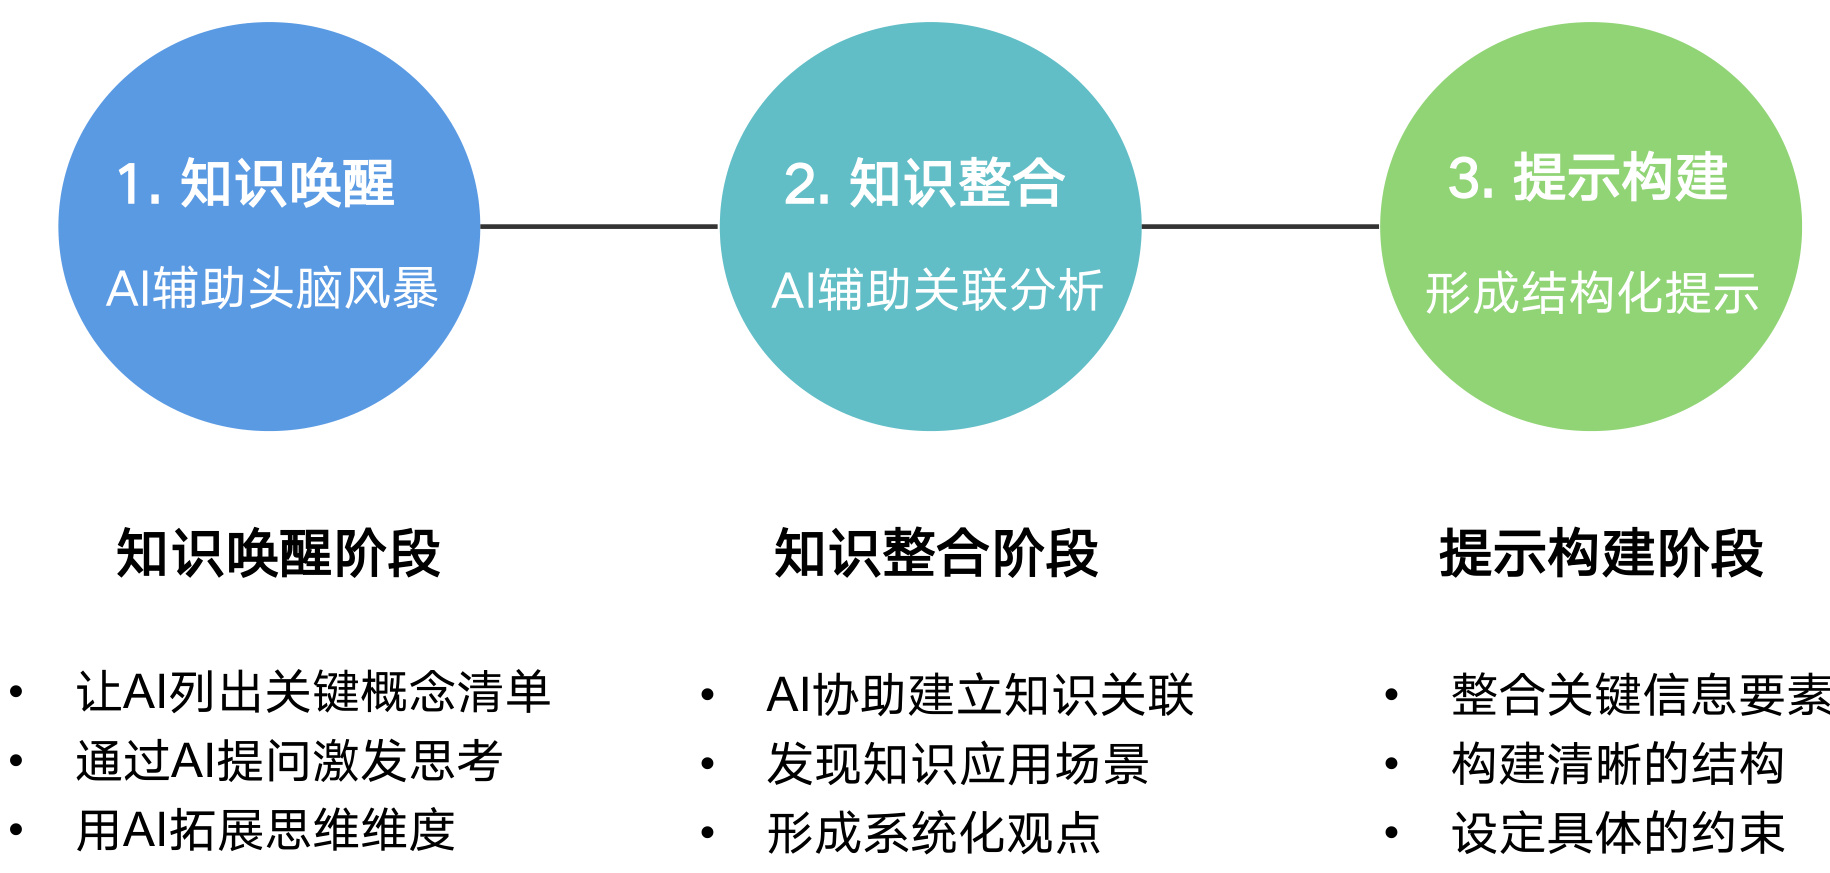 1. 知识唤醒
AI辅助头脑风暴
2. 知识整合
AI辅助关联分析
3. 提示构建
形成结构化提示
知识唤醒阶段
• 让AI列出关键概念清单
• 通过AI提问激发思考
• 用AI拓展思维维度
知识整合阶段
• AI协助建立知识关联
• 发现知识应用场景
• 形成系统化观点
提示构建阶段
• 整合关键信息要素
• 构建清晰的结构
• 设定具体的约束